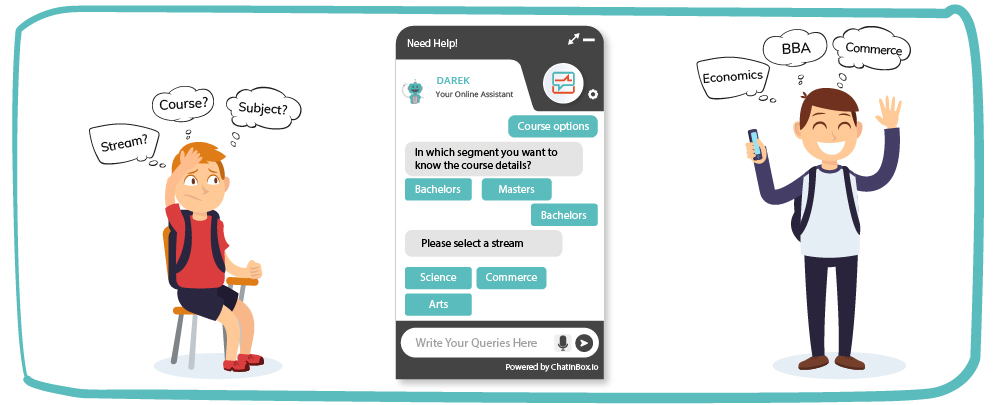 Stream?
Course?
Subject?
Need Help!
DAREK
Your Online Assistant
Course options
In which segment you want to
know the course details?
Bachelors
Masters
Bachelors
Please select a stream
Science
Commerce
Arts
Write Your Queries Here
Powered by ChatInBox.io
Economics
BBA
Commerce